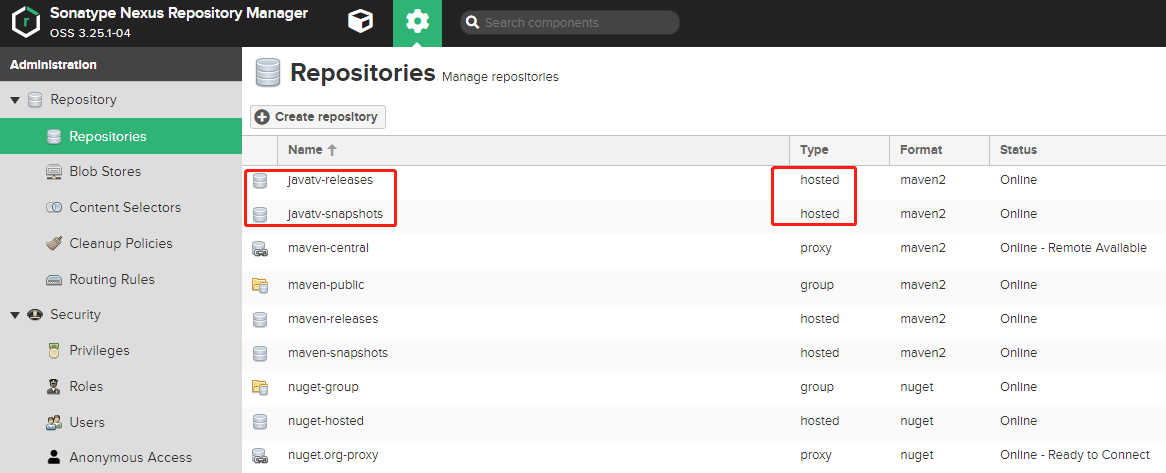 Sonatype Nexus Repository Manager
OSS 3.25.1-04
Search components
Administration
Repository
Repositories
Blob Stores
Content Selectors
Cleanup Policies
Routing Rules
Security
Privileges
Roles
Users
Anonymous Access
Repositories Manage repositories
Create repository
Name Type Format Status
javatv-releases hosted maven2 Online
javatv-snapshots hosted maven2 Online
maven-central proxy maven2 Online - Remote Available
maven-public group maven2 Online
maven-releases hosted maven2 Online
maven-snapshots hosted maven2 Online
nuget-group group nuget Online
nuget-hosted hosted nuget Online
nuget.org-proxy proxy nuget Online - Ready to Connect